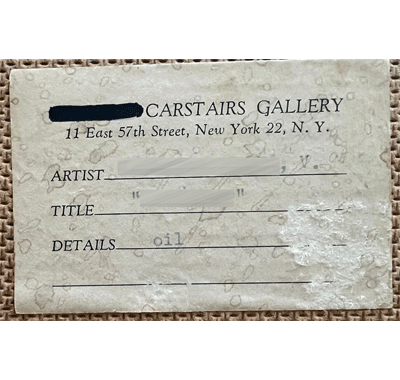 CARSTAIRS GALLERY
11 East 57th Street, New York 22, N. Y.
ARTIST , V.
TITLE " "
DETAILS oil